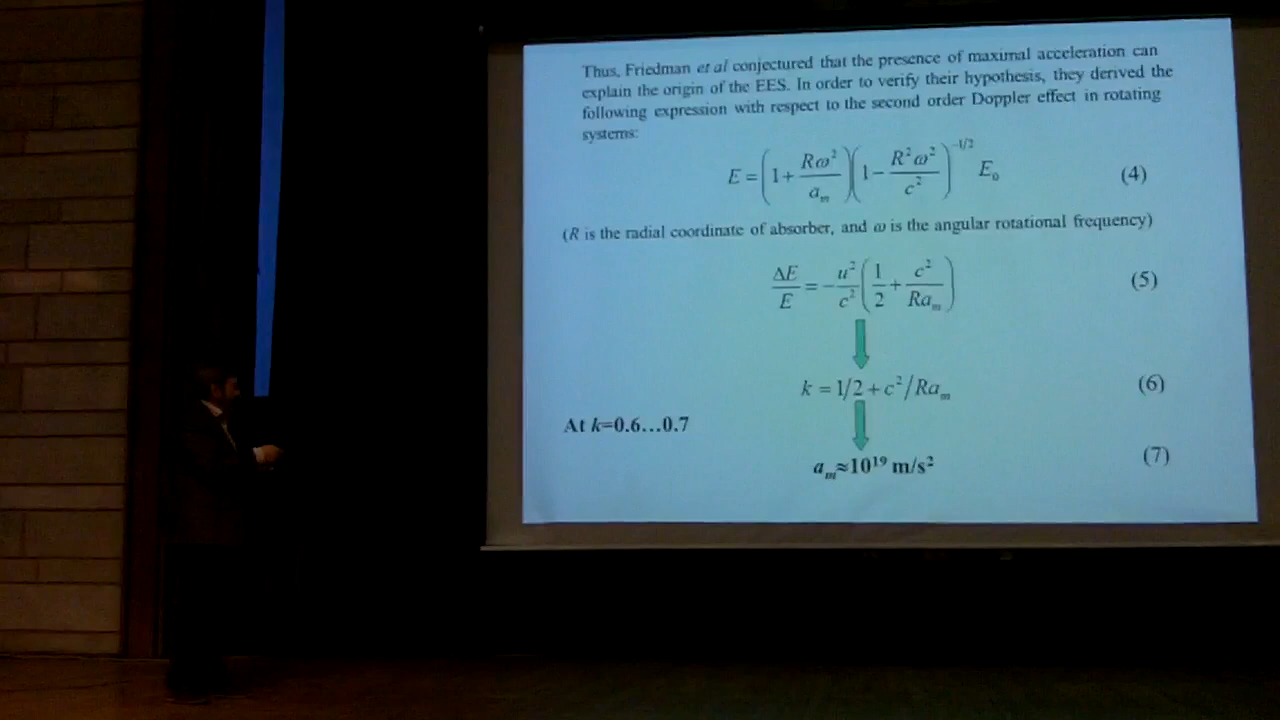 Thus, Friedman et al conjectured that the presence of maximal acceleration can
explain the origin of the EES. In order to verify their hypothesis, they derived the
following expression with respect to the second order Doppler effect in rotating
systems:
E = (1 + Rω²/aₘ)(1 − R²ω²/c²)^(−1/2) E₀ (4)
(R is the radial coordinate of absorber, and ω is the angular rotational frequency)
ΔE/E = −u²/c² (1/2 + c²/Raₘ) (5)
k = 1/2 + c²/Raₘ (6)
At k=0.6...0.7
aₘ≈10¹⁹ m/s² (7)